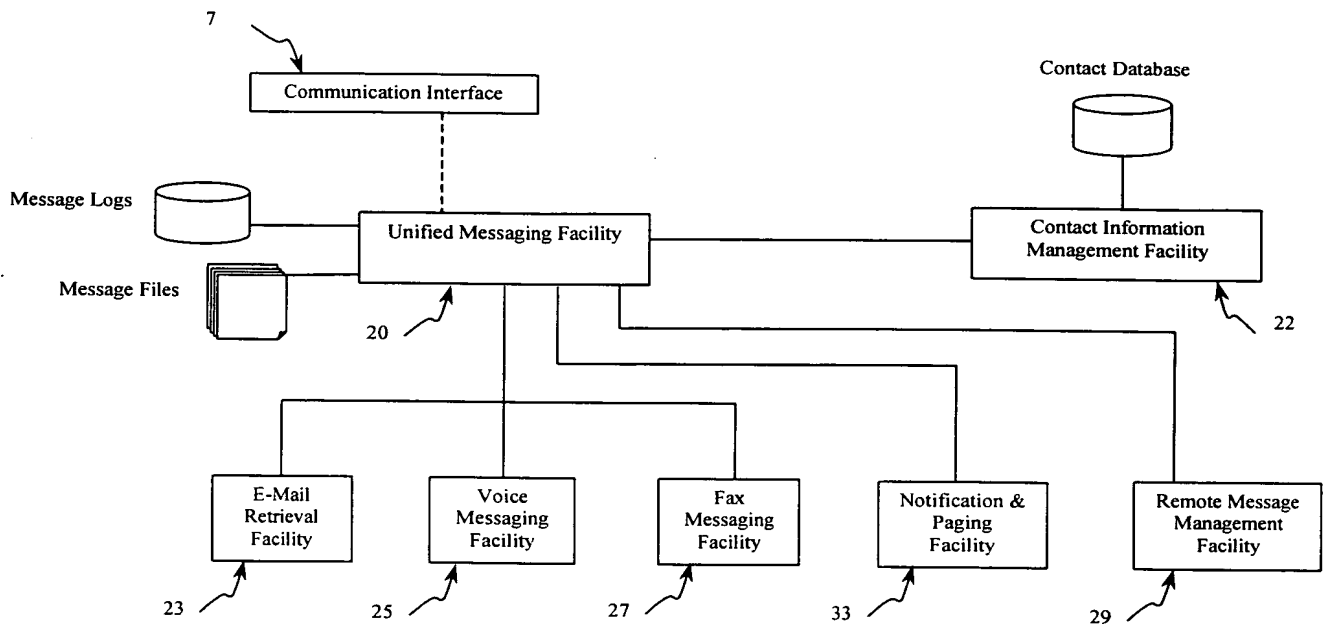 7
Communication Interface
Contact Database
Message Logs
Unified Messaging Facility
Contact Information
Management Facility
Message Files
20
22
E-Mail
Retrieval
Facility
Voice
Messaging
Facility
Fax
Messaging
Facility
Notification &
Paging
Facility
Remote Message
Management
Facility
23
25
27
33
29